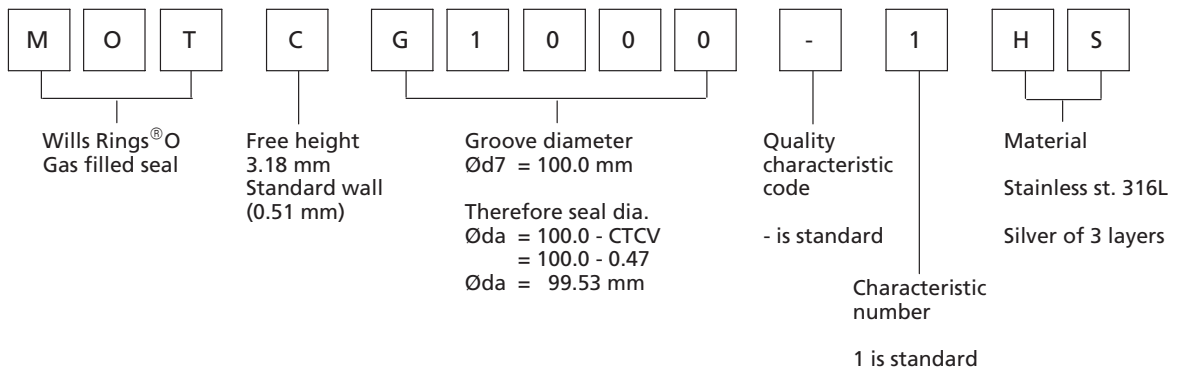 M O T C G 1 0 0 0 - 1 H S
Wills Rings®O
Gas filled seal
Free height
3.18 mm
Standard wall
(0.51 mm)
Groove diameter
Ød7 = 100.0 mm
Therefore seal dia.
Øda = 100.0 - CTCV
= 100.0 - 0.47
Øda = 99.53 mm
Quality
characteristic
code
- is standard
Characteristic
number
1 is standard
Material
Stainless st. 316L
Silver of 3 layers